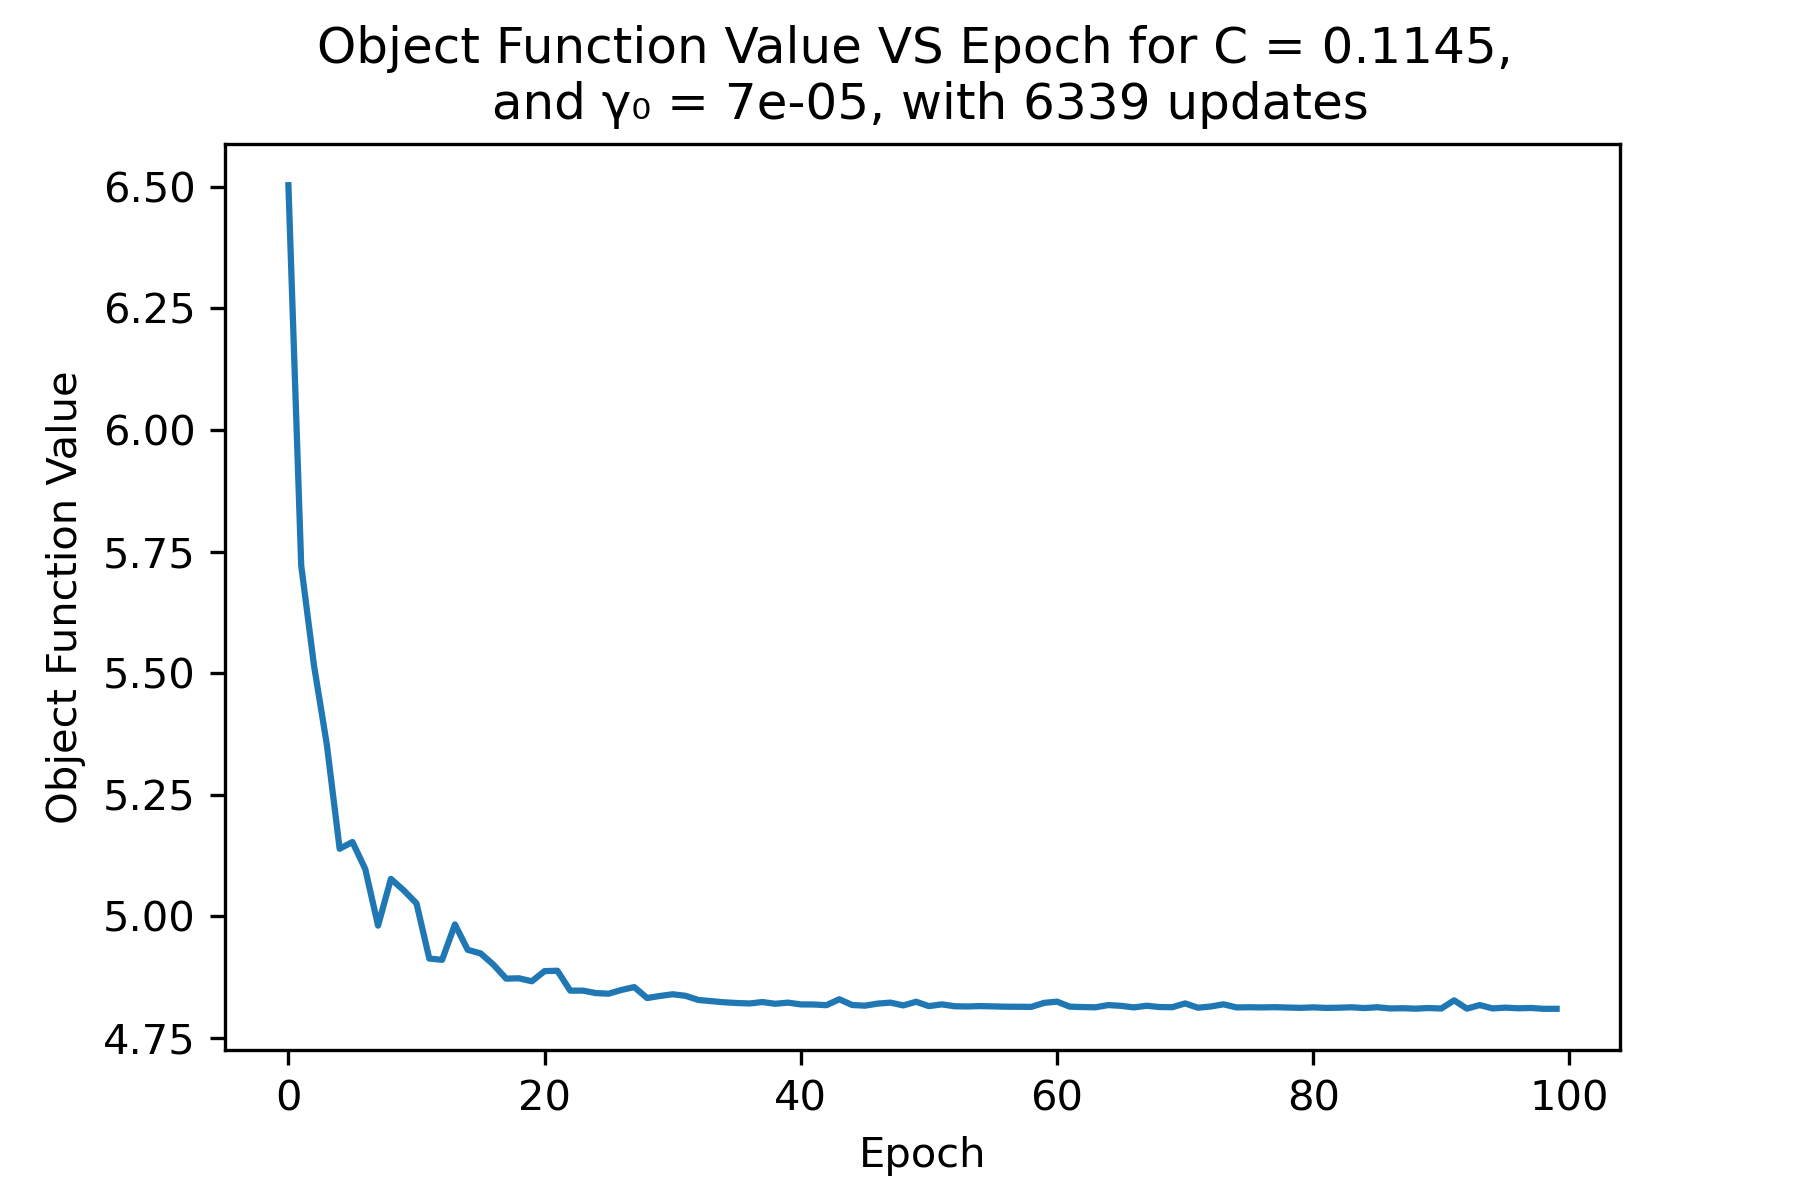 Object Function Value VS Epoch for C = 0.1145,
and γ₀ = 7e-05, with 6339 updates
Object Function Value
6.50
6.25
6.00
5.75
5.50
5.25
5.00
4.75
0 20 40 60 80 100
Epoch